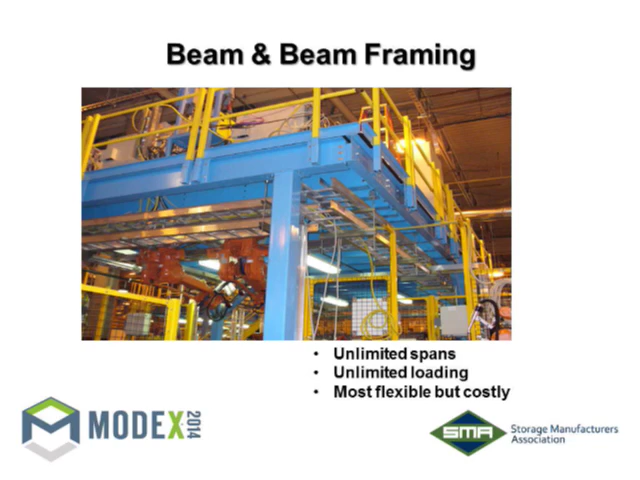 Beam & Beam Framing
• Unlimited spans
• Unlimited loading
• Most flexible but costly
MODEX 2014
SMA Storage Manufacturers
Association